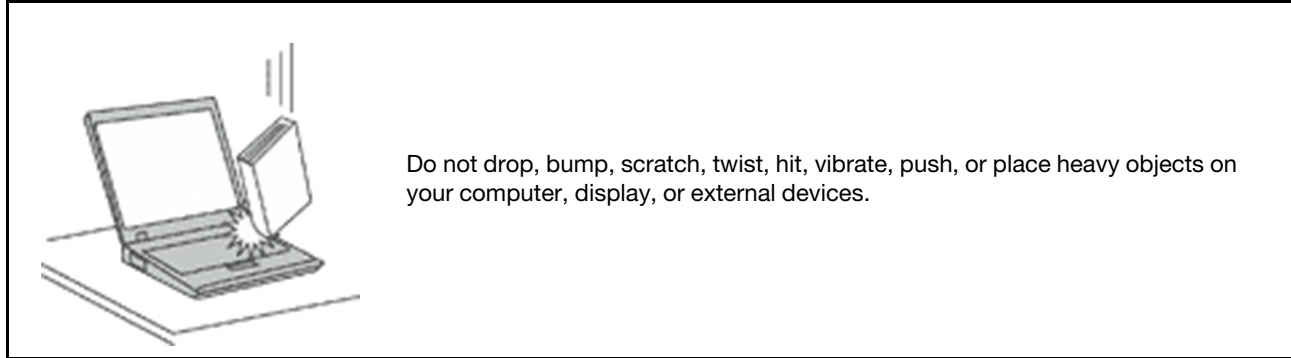 Do not drop, bump, scratch, twist, hit, vibrate, push, or place heavy objects on
your computer, display, or external devices.